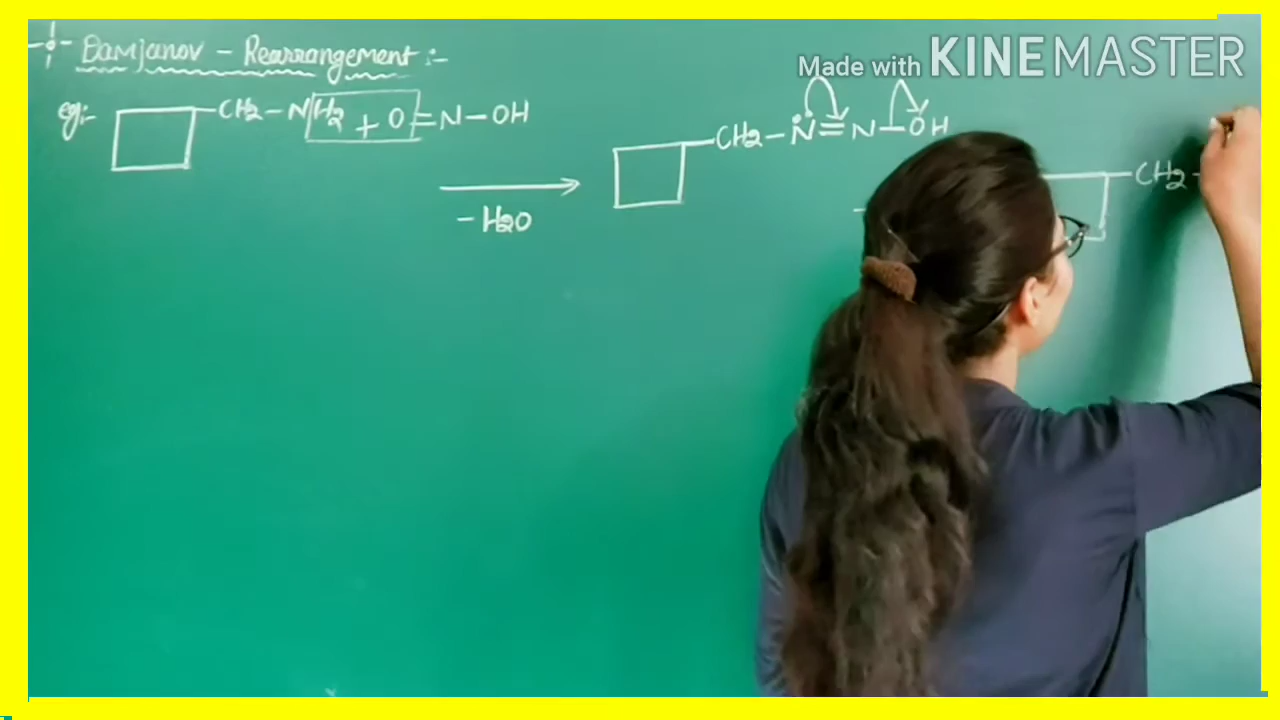 Damjanov - Rearrangement :-
Made with KINEMASTER
eg:- CH2 - NH2 + O = N - OH
- H2O
CH2 - N̈ ≡ N - OH
CH2 -